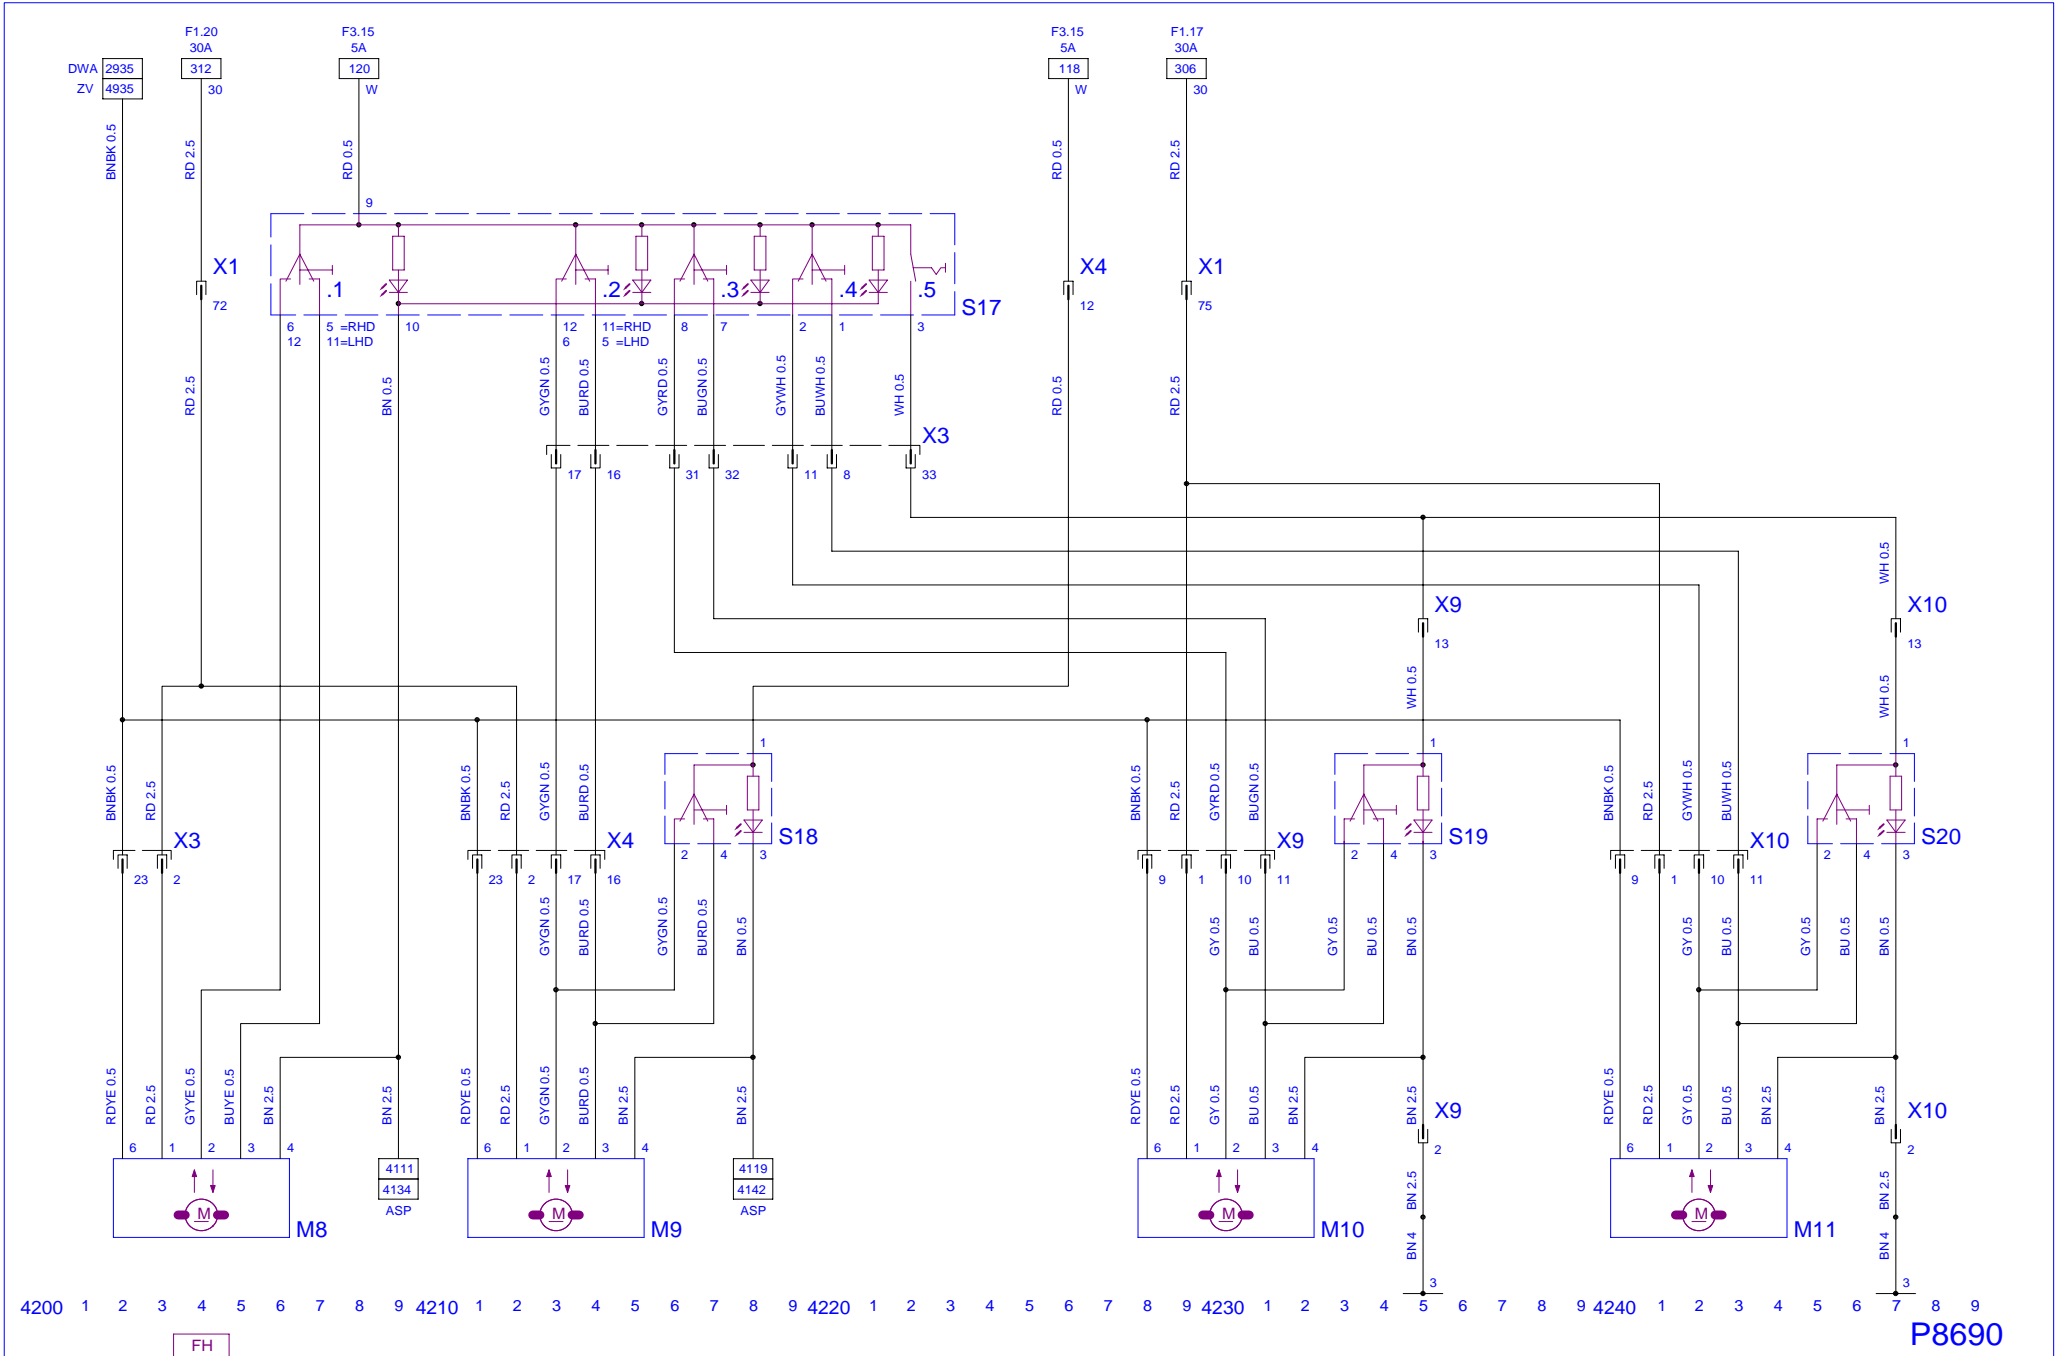 F1.20 F3.15 F3.15 F1.17
30A 5A 5A 30A
DWA 2935 312 120 118 306
ZV 4935 30 W W 30
BNBK 0.5 RD 2.5 RD 0.5 RD 0.5 RD 2.5
9
X1 X4 X1
.1 .2 .3 .4 .5 S17
72 12 75
6 5 =RHD 10 12 11=RHD 8 7 2 1 3
12 11=LHD 6 5 =LHD
RD 2.5 BN 0.5 GYGN 0.5 BURD 0.5 GYRD 0.5 BUGN 0.5 GYWH 0.5 BUWH 0.5 WH 0.5 RD 0.5 RD 2.5
X3
17 16 31 32 11 8 33
WH 0.5
X9 X10
13 13
WH 0.5 WH 0.5
1 1 1
BNBK 0.5 RD 2.5 BNBK 0.5 RD 2.5 GYGN 0.5 BURD 0.5 BNBK 0.5 RD 2.5 GYRD 0.5 BUGN 0.5 BNBK 0.5 RD 2.5 GYWH 0.5 BUWH 0.5
X3 X4 S18 X9 S19 X10 S20
2 4 3 2 4 3 2 4 3
23 2 23 2 17 16 9 1 10 11 9 1 10 11
GYGN 0.5 BURD 0.5 GYGN 0.5 BURD 0.5 BN 0.5 GY 0.5 BU 0.5 GY 0.5 BU 0.5 BN 0.5 GY 0.5 BU 0.5 GY 0.5 BU 0.5 BN 0.5
RDYE 0.5 RD 2.5 GYYE 0.5 BUYE 0.5 BN 2.5 BN 2.5 RDYE 0.5 RD 2.5 GYGN 0.5 BURD 0.5 BN 2.5 BN 2.5 RDYE 0.5 RD 2.5 GY 0.5 BU 0.5 BN 2.5 BN 2.5 RDYE 0.5 RD 2.5 GY 0.5 BU 0.5 BN 2.5 BN 2.5
X9 X10
6 1 2 3 4 6 1 2 3 4 6 1 2 3 4 2 6 1 2 3 4 2
4111 4119
4134 4142
ASP ASP
BN 2.5 BN 2.5
M M M M
M8 M9 M10 M11
BN 4 BN 4
3 3
4200 1 2 3 4 5 6 7 8 9 4210 1 2 3 4 5 6 7 8 9 4220 1 2 3 4 5 6 7 8 9 4230 1 2 3 4 5 6 7 8 9 4240 1 2 3 4 5 6 7 8 9
FH P8690